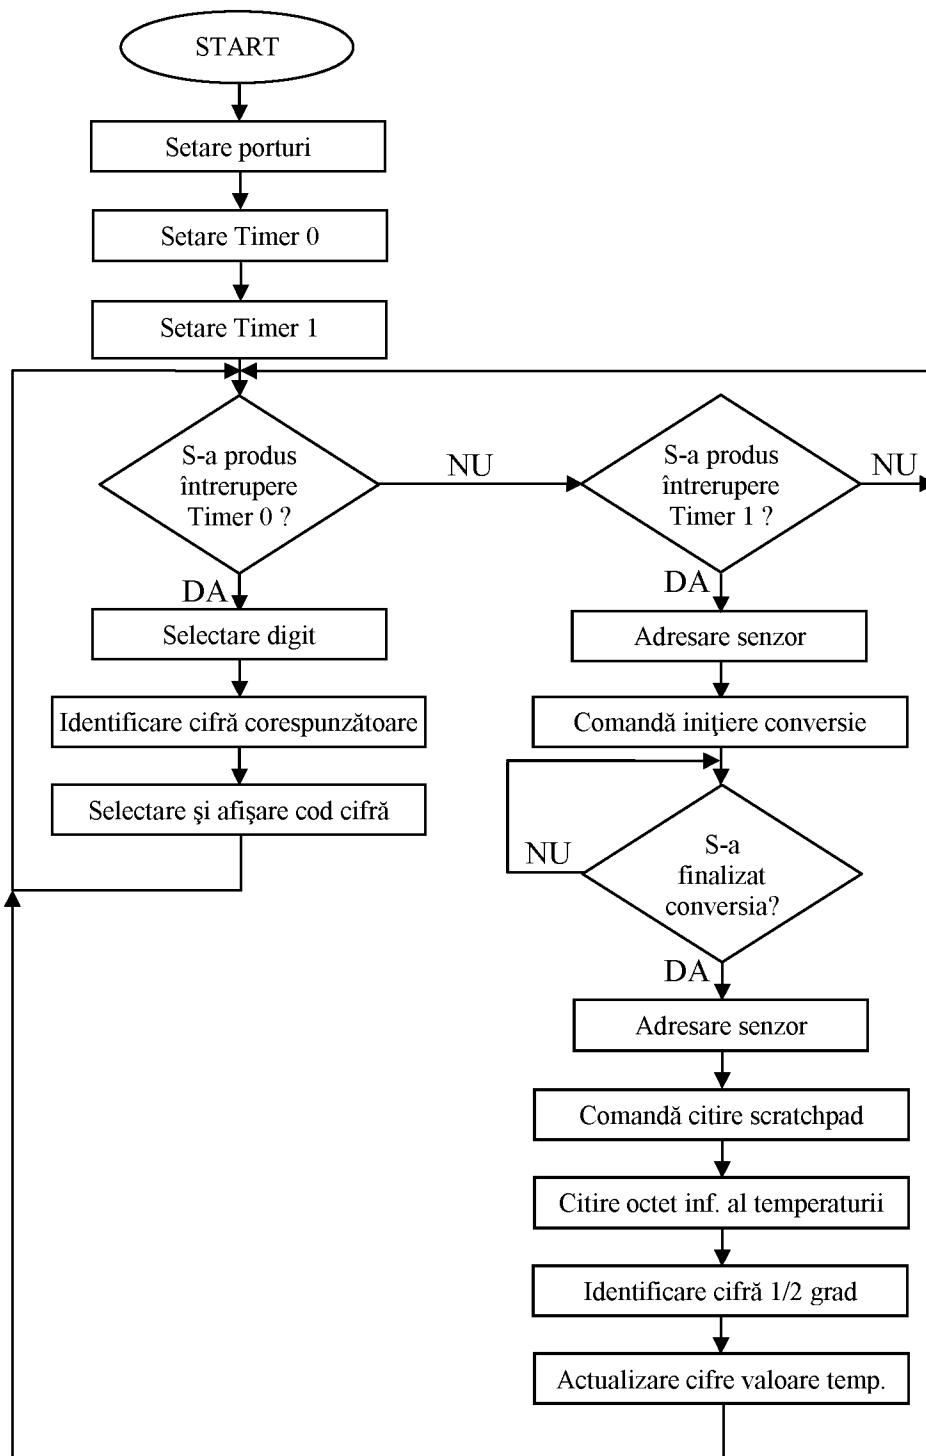 START
Setare porturi
Setare Timer 0
Setare Timer 1
S-a produs
întrerupere
Timer 0 ?
NU
S-a produs
întrerupere
Timer 1 ?
NU
DA
Selectare digit
Identificare cifră corespunzătoare
Selectare şi afişare cod cifră
DA
Adresare senzor
Comandă iniţiere conversie
S-a
finalizat
conversia?
NU
DA
Adresare senzor
Comandă citire scratchpad
Citire octet inf. al temperaturii
Identificare cifră 1/2 grad
Actualizare cifre valoare temp.